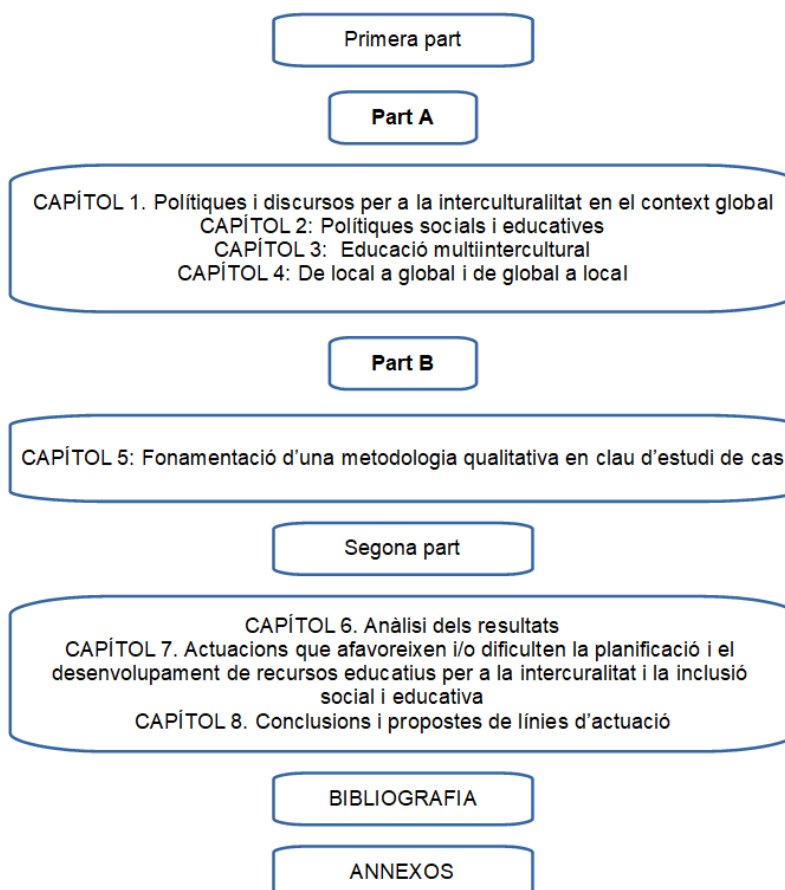 Primera part
Part A
CAPÍTOL 1. Polítiques i discursos per a la interculturaliltat en el context global
CAPÍTOL 2: Polítiques socials i educatives
CAPÍTOL 3: Educació multiintercultural
CAPÍTOL 4: De local a global i de global a local
Part B
CAPÍTOL 5: Fonamentació d’una metodologia qualitativa en clau d’estudi de cas
Segona part
CAPÍTOL 6. Anàlisi dels resultats
CAPÍTOL 7. Actuacions que afavoreixen i/o dificulten la planificació i el
desenvolupament de recursos educatius per a la intercuralitat i la inclusió
social i educativa
CAPÍTOL 8. Conclusions i propostes de línies d’actuació
BIBLIOGRAFIA
ANNEXOS